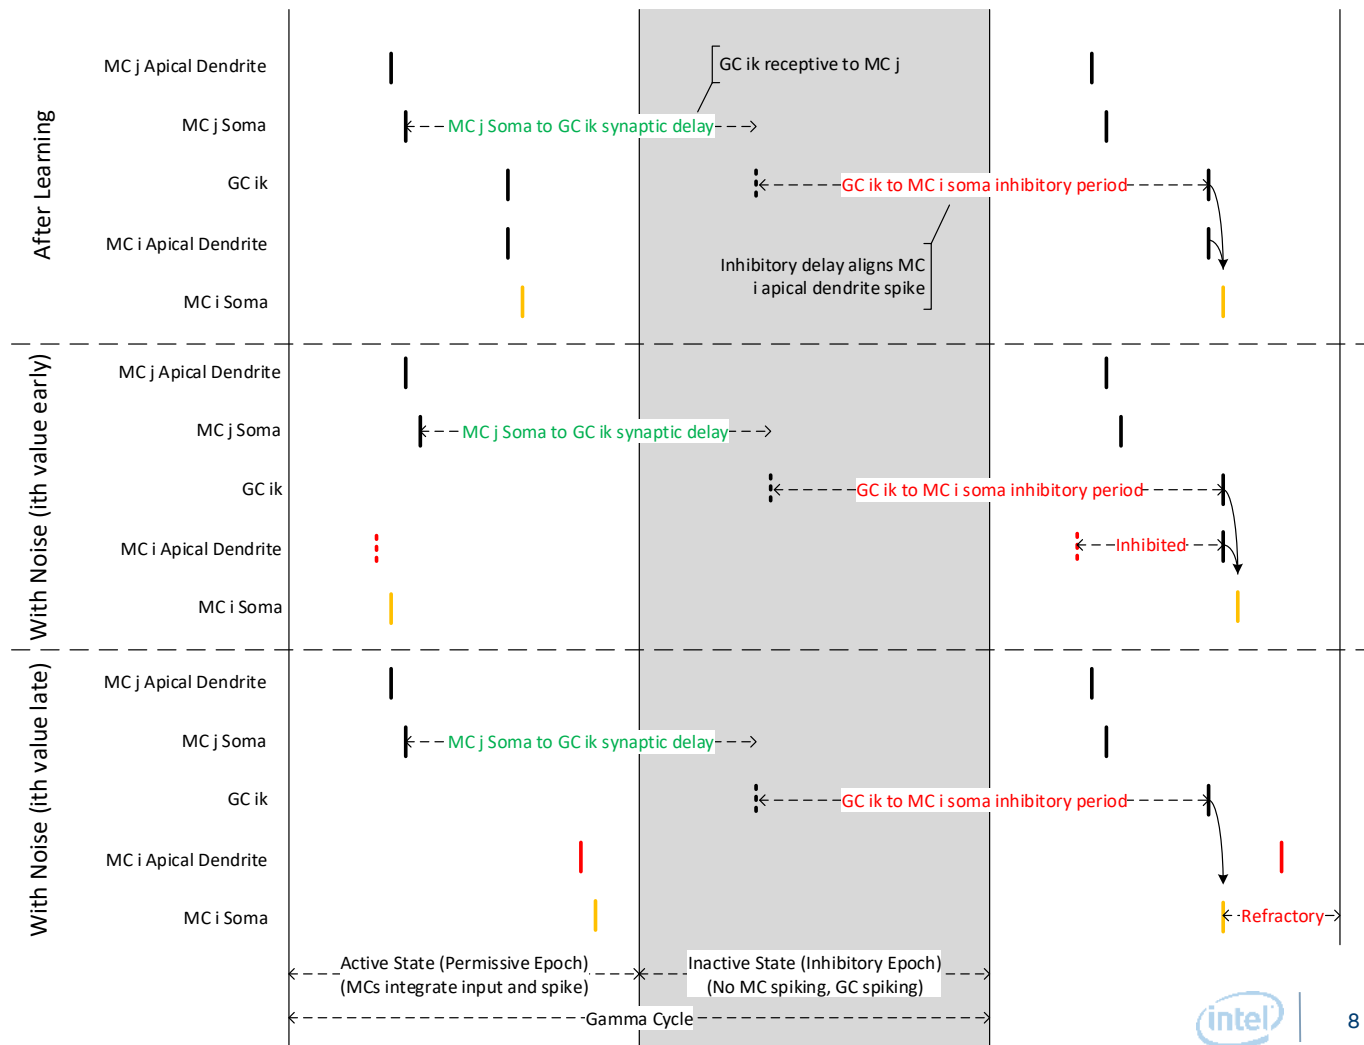 After Learning
MC j Apical Dendrite
GC ik receptive to MC j
MC j Soma
MC j Soma to GC ik synaptic delay
GC ik
GC ik to MC i soma inhibitory period
MC i Apical Dendrite
Inhibitory delay aligns MC
i apical dendrite spike
MC i Soma
With Noise (ith value early)
MC j Apical Dendrite
MC j Soma
MC j Soma to GC ik synaptic delay
GC ik
GC ik to MC i soma inhibitory period
MC i Apical Dendrite
Inhibited
MC i Soma
With Noise (ith value late)
MC j Apical Dendrite
MC j Soma
MC j Soma to GC ik synaptic delay
GC ik
GC ik to MC i soma inhibitory period
MC i Apical Dendrite
MC i Soma
Refractory
Active State (Permissive Epoch)
(MCs integrate input and spike)
Inactive State (Inhibitory Epoch)
(No MC spiking, GC spiking)
Gamma Cycle
intel
8